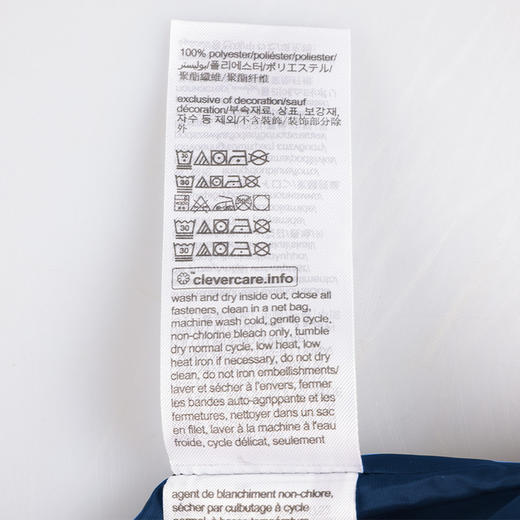 100% polyester/poliéster/poliester/
بوليستر/폴리에스터/ポリエステル/
聚酯纖維/聚酯纤维
exclusive of decoration/sauf
décoration/부속재료, 상표, 보강재,
자수 등 제외/不含裝飾/装饰部分除
外
clevercare.info
wash and dry inside out, close all
fasteners, clean in a net bag,
machine wash cold, gentle cycle,
non-chlorine bleach only, tumble
dry normal cycle, low heat, low
heat iron if necessary, do not dry
clean, do not iron embellishments/
laver et sécher à l'envers, fermer
les bandes auto-agrippante et les
fermetures, nettoyer dans un sac
en filet, laver à la machine à l'eau
froide, cycle délicat, seulement
agent de blanchiment non-chlore,
sécher par culbutage à cycle